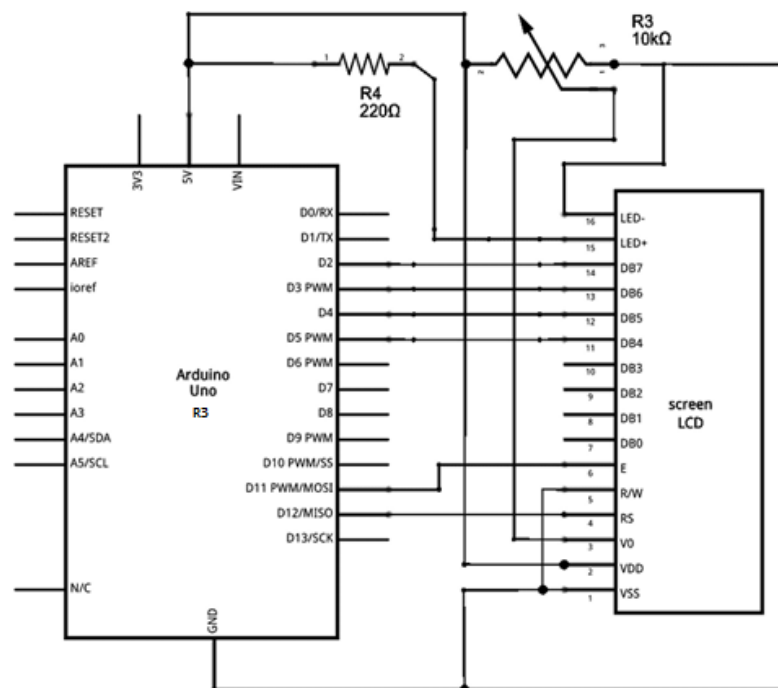 R3
10kΩ
3
1
2
1
2
R4
220Ω
3V3
5V
VIN
RESET
RESET2
AREF
ioref
A0
A1
A2
A3
A4/SDA
A5/SCL
N/C
Arduino
Uno
R3
D0/RX
D1/TX
D2
D3 PWM
D4
D5 PWM
D6 PWM
D7
D8
D9 PWM
D10 PWM/SS
D11 PWM/MOSI
D12/MISO
D13/SCK
GND
16 LED-
15 LED+
14 DB7
13 DB6
12 DB5
11 DB4
10 DB3
9 DB2
8 DB1
7 DB0
6 E
5 R/W
4 RS
3 V0
2 VDD
1 VSS
screen
LCD